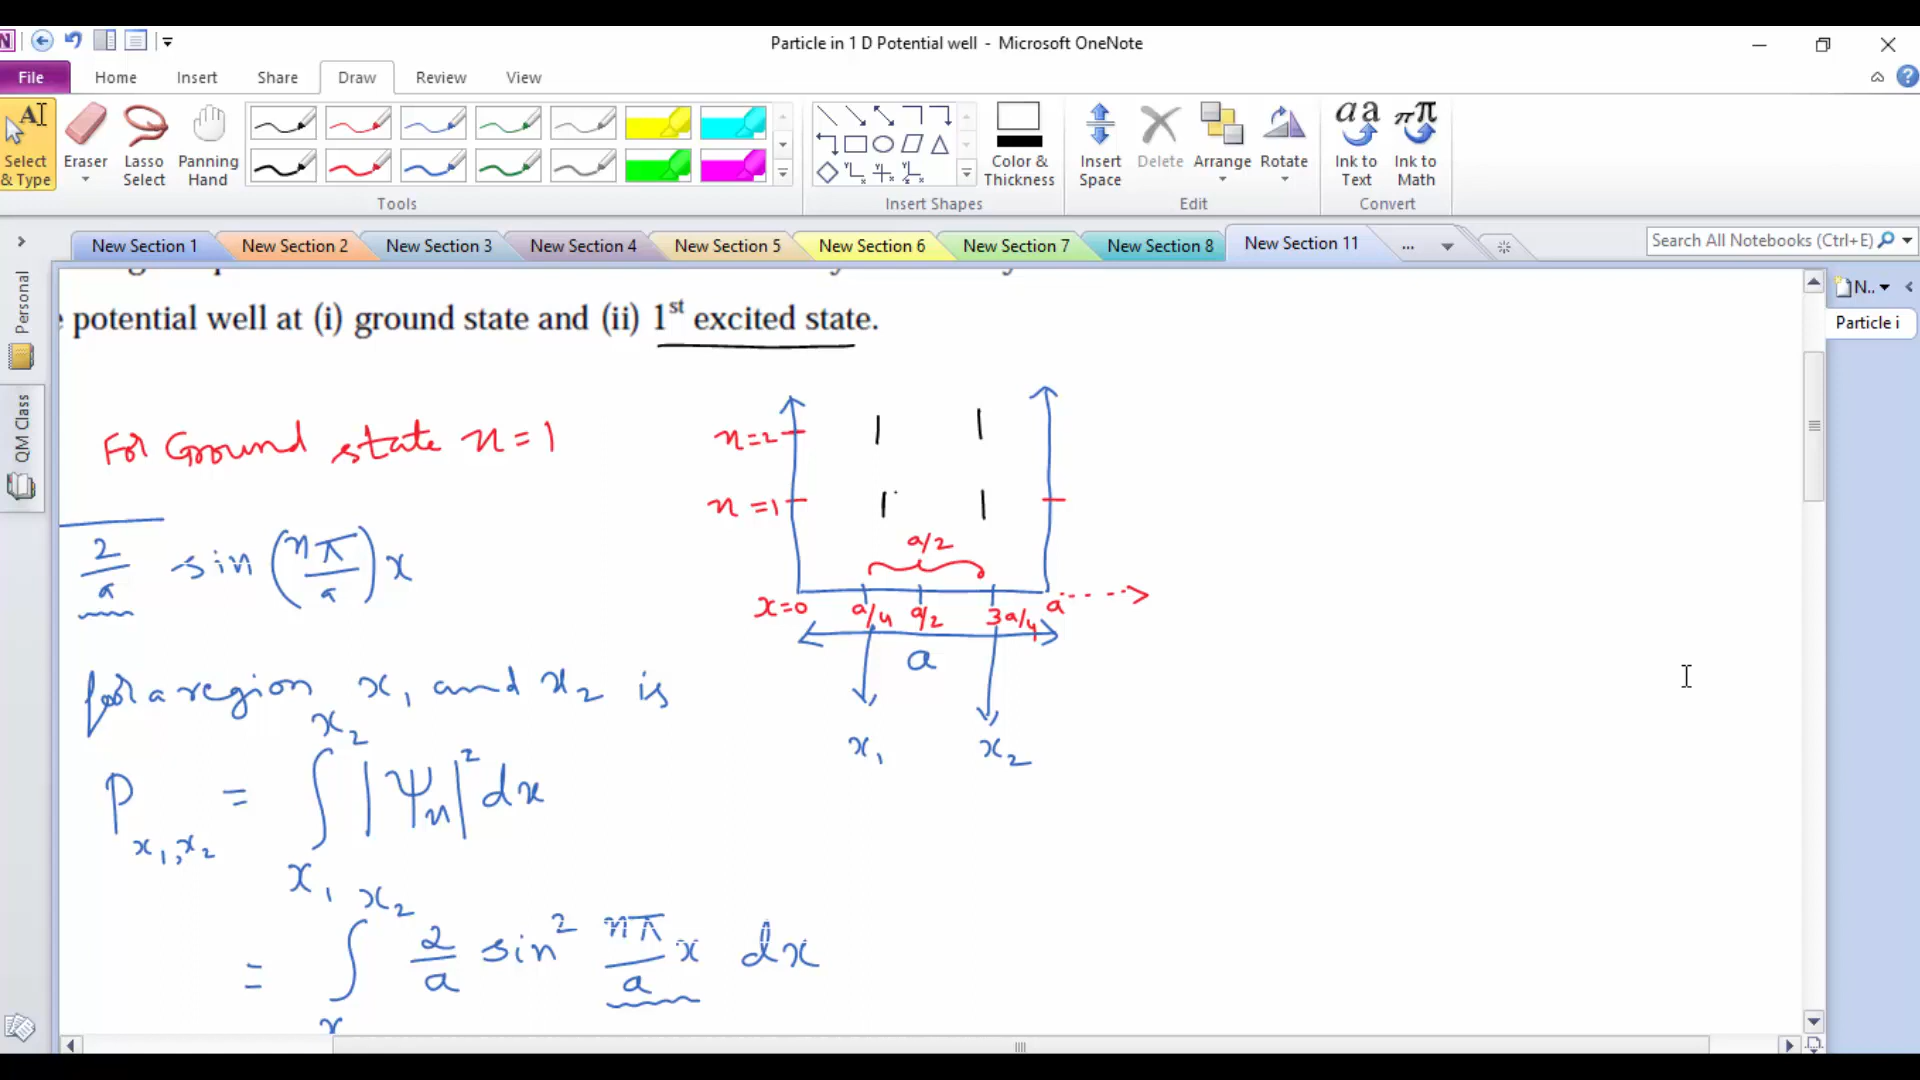 Particle in 1 D Potential well - Microsoft OneNote
File Home Insert Share Draw Review View
Select & Type
Eraser
Lasso Select
Panning Hand
Color & Thickness
Insert Space
Delete
Arrange
Rotate
Ink to Text
Ink to Math
Tools
Insert Shapes
Edit
Convert
New Section 1 New Section 2 New Section 3 New Section 4 New Section 5 New Section 6 New Section 7 New Section 8 New Section 11 ...
Search All Notebooks (Ctrl+E)
N..
Particle i
Personal
QM Class
potential well at (i) ground state and (ii) 1st excited state.
For Ground state n=1
2/a sin (nπ/a) x
for a region x₁ and x₂ is
P x₁,x₂ = ∫ x₁ x₂ |Ψn|² dx
= ∫ x₂ 2/a sin² nπ/a x dx
n=2
n=1
a/2
x=0 a/4 a/2 3a/4 a
a
x₁ x₂